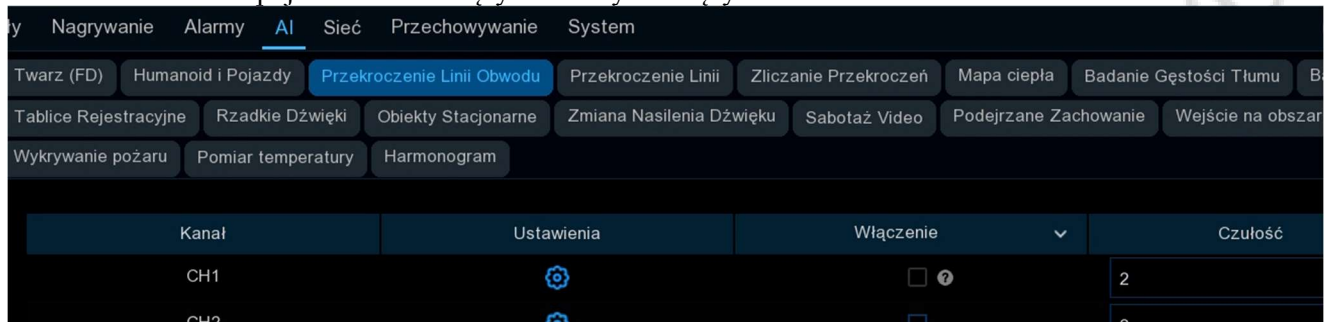 Nagrywanie Alarmy AI Sieć Przechowywanie System
Twarz (FD) Humanoid i Pojazdy Przekroczenie Linii Obwodu Przekroczenie Linii Zliczanie Przekroczeń Mapa ciepła Badanie Gęstości Tłumu
Tablice Rejestracyjne Rzadkie Dźwięki Obiekty Stacjonarne Zmiana Nasilenia Dźwięku Sabotaż Video Podejrzane Zachowanie Wejście na obszar
Wykrywanie pożaru Pomiar temperatury Harmonogram
Kanał Ustawienia Włączenie Czułość
CH1 2
CH2